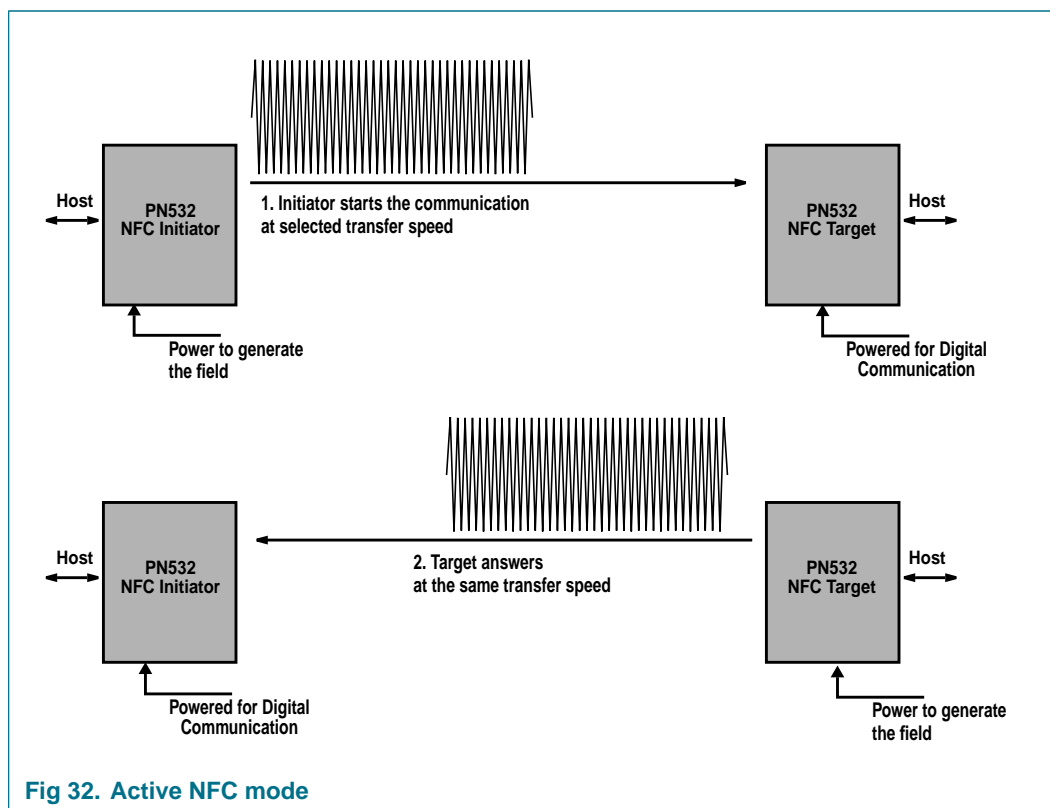 Host
PN532
NFC Initiator
1. Initiator starts the communication
at selected transfer speed
PN532
NFC Target
Host
Power to generate
the field
Powered for Digital
Communication
Host
PN532
NFC Initiator
2. Target answers
at the same transfer speed
PN532
NFC Target
Host
Powered for Digital
Communication
Power to generate
the field
Fig 32. Active NFC mode